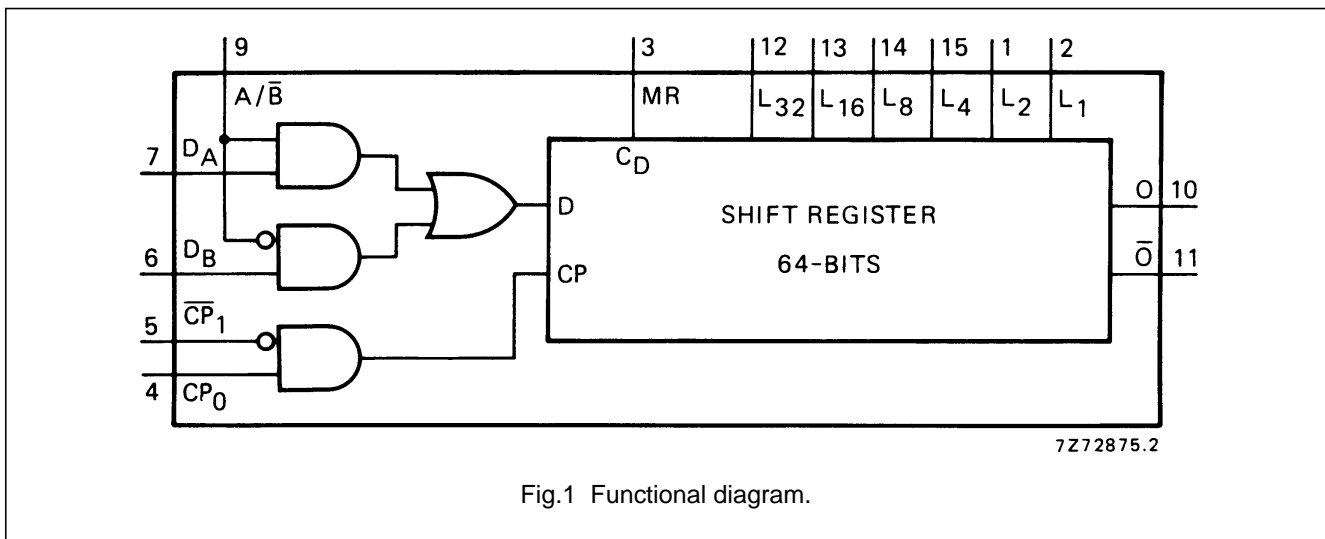 9 3 12 13 14 15 1 2
A/B̅ MR L32 L16 L8 L4 L2 L1
7 DA
CD
D SHIFT REGISTER O 10
6 DB CP 64-BITS O̅ 11
5 C̅P̅1
4 CP0
7Z72875.2
Fig.1 Functional diagram.